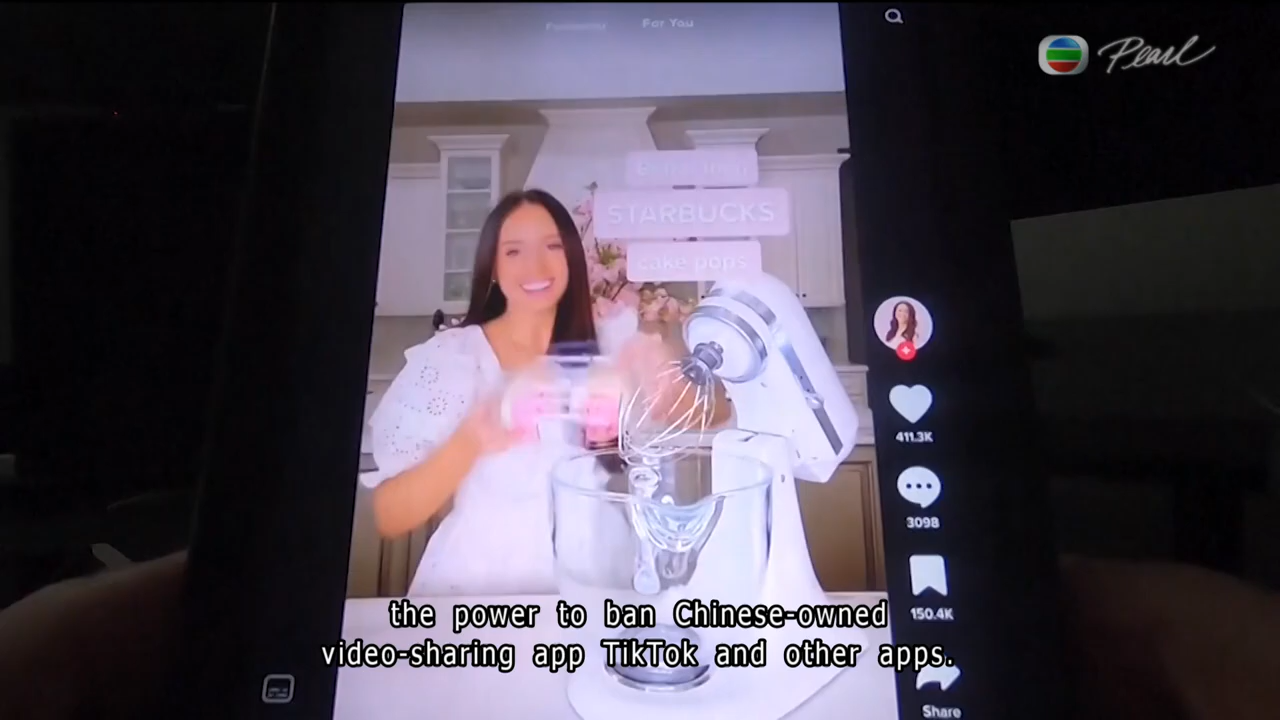 For You
Pearl
STARBUCKS
cake pops
411.3K
3098
150.4K
the power to ban Chinese-owned
video-sharing app TikTok and other apps.
Share